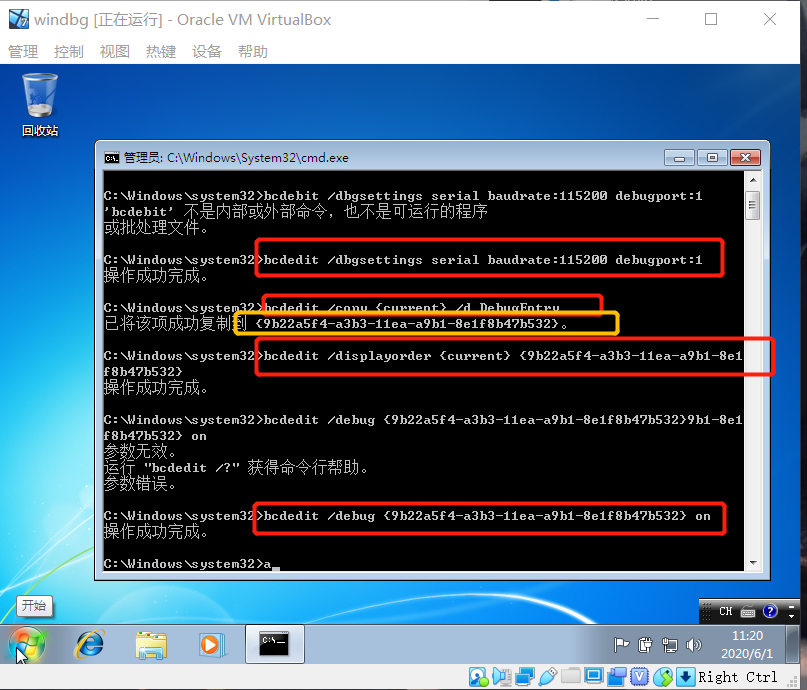 windbg [正在运行] - Oracle VM VirtualBox
管理 控制 视图 热键 设备 帮助
回收站
管理员: C:\Windows\System32\cmd.exe
C:\Windows\system32>bcdebit /dbgsettings serial baudrate:115200 debugport:1
'bcdebit' 不是内部或外部命令，也不是可运行的程序
或批处理文件。
C:\Windows\system32>bcdedit /dbgsettings serial baudrate:115200 debugport:1
操作成功完成。
C:\Windows\system32>bcdedit /copy {current} /d DebugEntry
已将该项成功复制到 {9b22a5f4-a3b3-11ea-a9b1-8e1f8b47b532}。
C:\Windows\system32>bcdedit /displayorder {current} {9b22a5f4-a3b3-11ea-a9b1-8e1
f8b47b532}
操作成功完成。
C:\Windows\system32>bcdedit /debug {9b22a5f4-a3b3-11ea-a9b1-8e1f8b47b532}9b1-8e1
f8b47b532} on
参数无效。
运行 "bcdedit /?" 获得命令行帮助。
参数错误。
C:\Windows\system32>bcdedit /debug {9b22a5f4-a3b3-11ea-a9b1-8e1f8b47b532} on
操作成功完成。
C:\Windows\system32>a_
开始
CH
11:20
2020/6/1
Right Ctrl